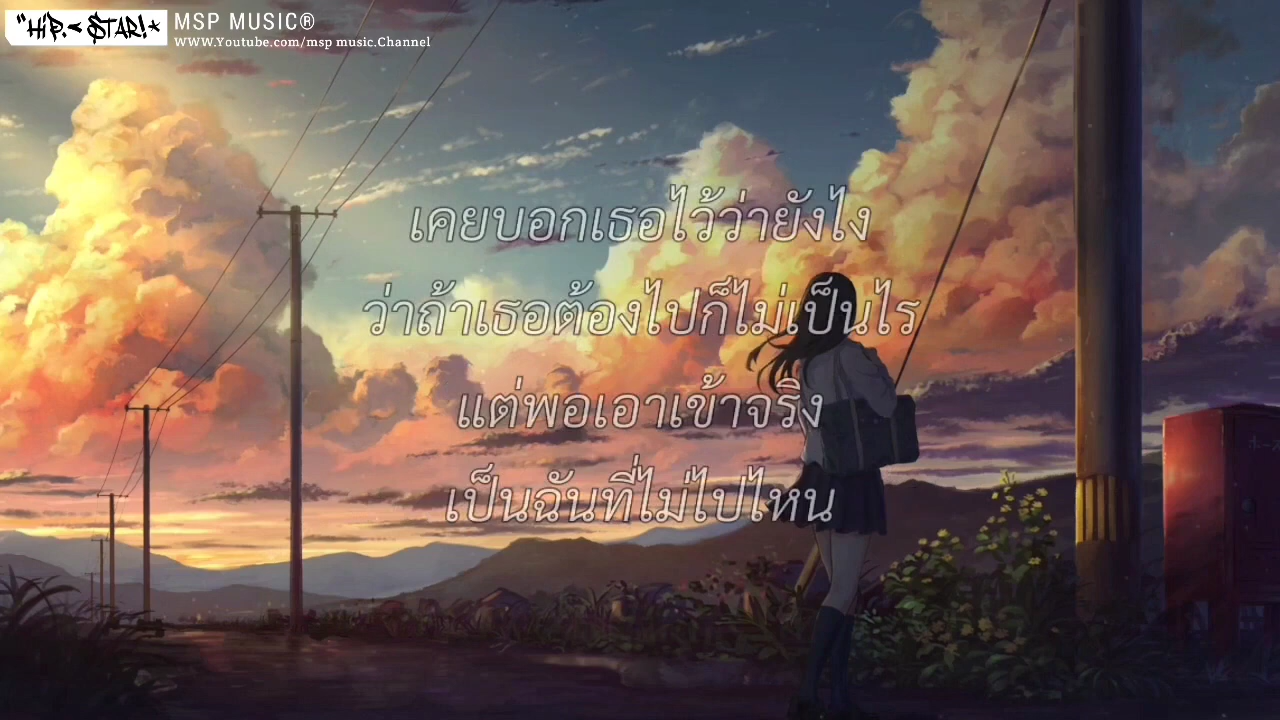 "HiP.< STAR!★
MSP MUSIC®
WWW.Youtube.com/msp music.Channel
เคยบอกเธอไว้ว่ายังไง
ว่าถ้าเธอต้องไปก็ไม่เป็นไร
แต่พอเอาเข้าจริง
เป็นฉันที่ไม่ไปไหน